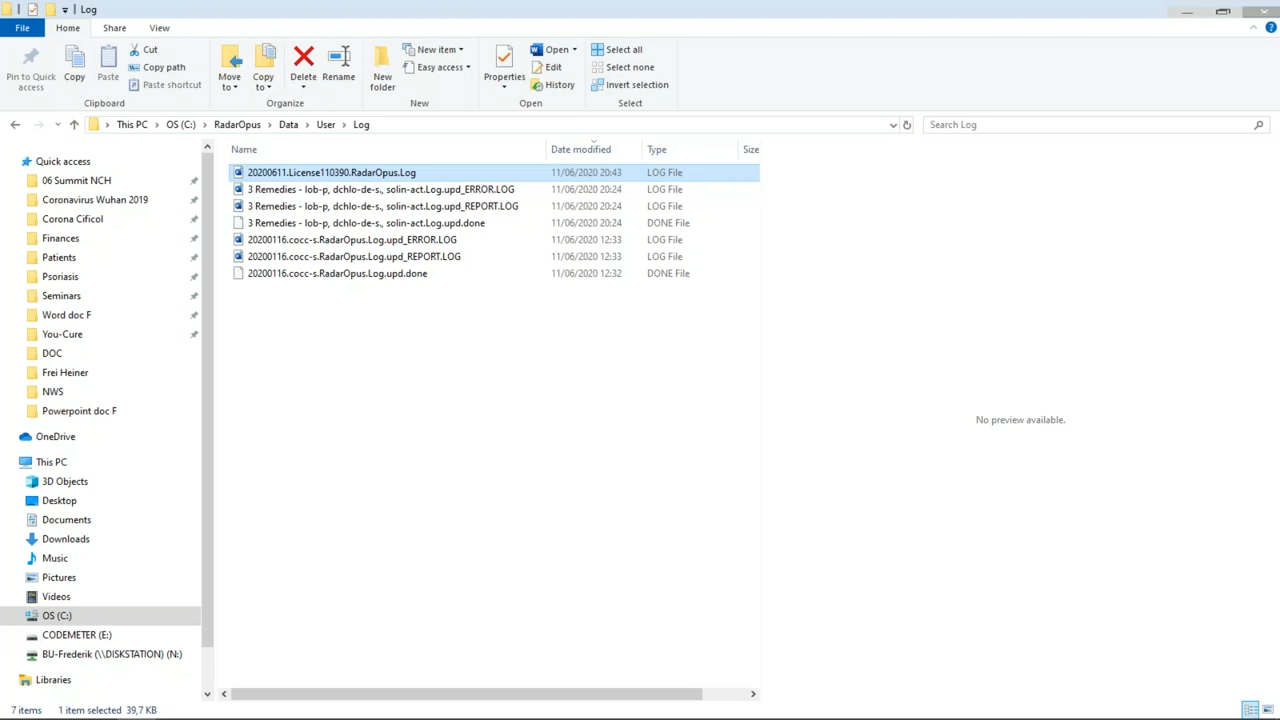 Log
File Home Share View
Pin to Quick access
Copy
Paste
Cut
Copy path
Paste shortcut
Clipboard
Move to
Copy to
Delete
Rename
Organize
New folder
New item
Easy access
New
Properties
Open
Edit
History
Open
Select all
Select none
Invert selection
Select
This PC > OS (C:) > RadarOpus > Data > User > Log
Search Log
Name Date modified Type Size
20200611.License110390.RadarOpus.Log 11/06/2020 20:43 LOG File
3 Remedies - lob-p, dchlo-de-s., solin-act.Log.upd_ERROR.LOG 11/06/2020 20:24 LOG File
3 Remedies - lob-p, dchlo-de-s., solin-act.Log.upd_REPORT.LOG 11/06/2020 20:24 LOG File
3 Remedies - lob-p, dchlo-de-s., solin-act.Log.upd.done 11/06/2020 20:24 DONE File
20200116.cocc-s.RadarOpus.Log.upd_ERROR.LOG 11/06/2020 12:33 LOG File
20200116.cocc-s.RadarOpus.Log.upd_REPORT.LOG 11/06/2020 12:33 LOG File
20200116.cocc-s.RadarOpus.Log.upd.done 11/06/2020 12:32 DONE File
Quick access
06 Summit NCH
Coronavirus Wuhan 2019
Corona Cificol
Finances
Patients
Psoriasis
Seminars
Word doc F
You-Cure
DOC
Frei Heiner
NWS
Powerpoint doc F
OneDrive
This PC
3D Objects
Desktop
Documents
Downloads
Music
Pictures
Videos
OS (C:)
CODEMETER (E:)
BU-Frederik (\\DISKSTATION) (N:)
Libraries
No preview available.
7 items 1 item selected 39,7 KB